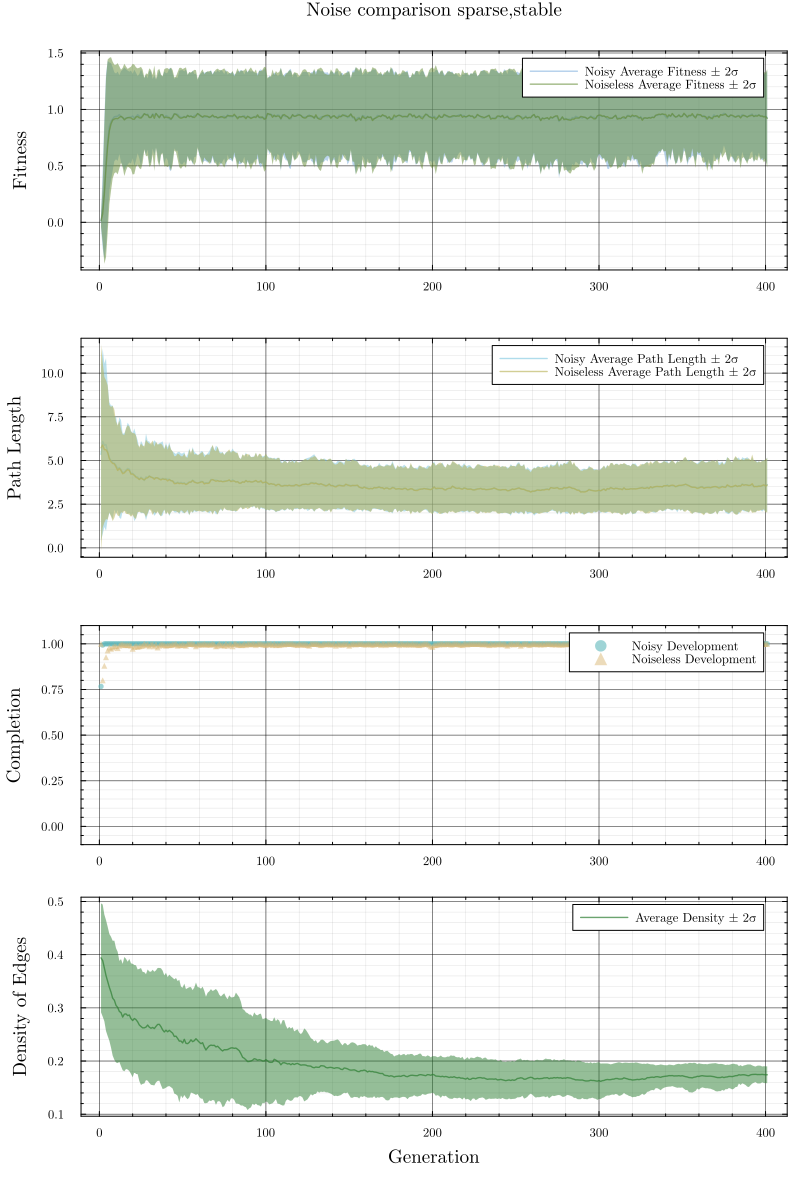 Noise comparison sparse,stable
1.5
1.0
0.5
0.0
Fitness
Noisy Average Fitness ± 2σ
Noiseless Average Fitness ± 2σ
0 100 200 300 400
10.0
7.5
5.0
2.5
0.0
Path Length
Noisy Average Path Length ± 2σ
Noiseless Average Path Length ± 2σ
0 100 200 300 400
1.00
0.75
0.50
0.25
0.00
Completion
Noisy Development
Noiseless Development
0 100 200 300 400
0.5
0.4
0.3
0.2
0.1
Density of Edges
Average Density ± 2σ
0 100 200 300 400
Generation